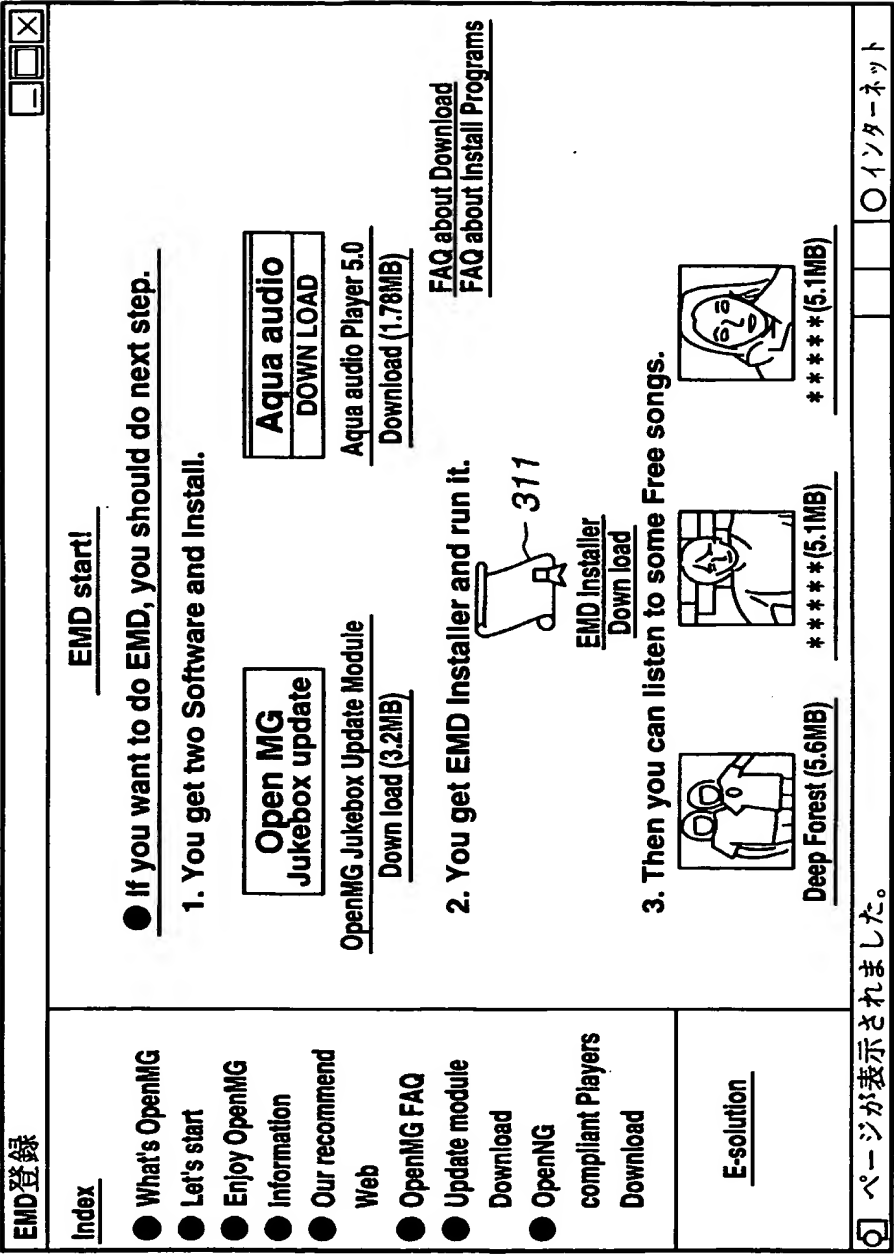 EMD登録
Index
● What's OpenMG
● Let's start
● Enjoy OpenMG
● Information
● Our recommend
Web
● OpenMG FAQ
● Update module
Download
● OpenNG
compliant Players
Download
E-solution
EMD start!
● If you want to do EMD, you should do next step.
1. You get two Software and Install.
Open MG
Jukebox update
OpenMG Jukebox Update Module
Down load (3.2MB)
Aqua audio
DOWN LOAD
Aqua audio Player 5.0
Download (1.78MB)
FAQ about Download
FAQ about Install Programs
2. You get EMD Installer and run it.
311
EMD Installer
Down load
3. Then you can listen to some Free songs.
Deep Forest (5.6MB)
*****(5.1MB)
*****(5.1MB)
ページが表示されました。
インターネット